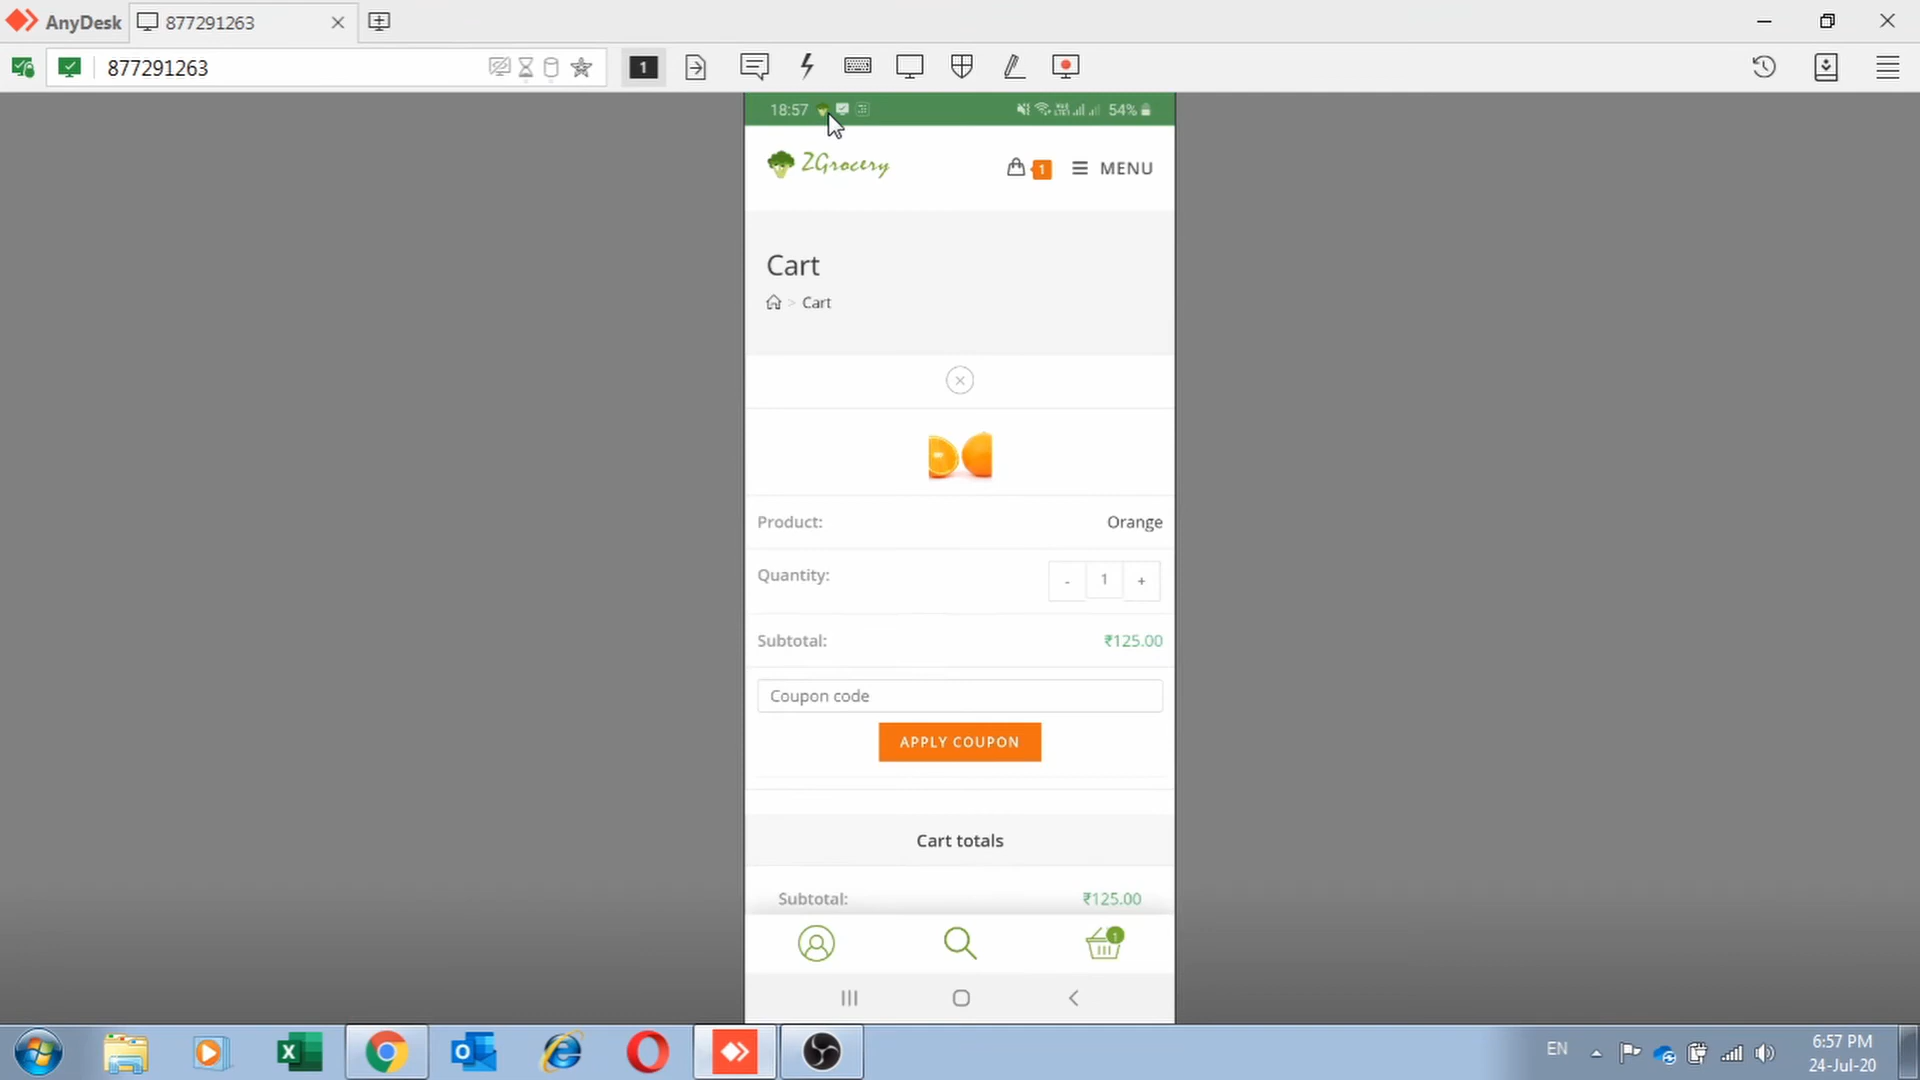 AnyDesk
877291263
877291263
1
18:57
54%
ZGrocery
1
MENU
Cart
> Cart
Product:
Orange
Quantity:
- 1 +
Subtotal:
₹125.00
Coupon code
APPLY COUPON
Cart totals
Subtotal:
₹125.00
1
EN
6:57 PM
24-Jul-20